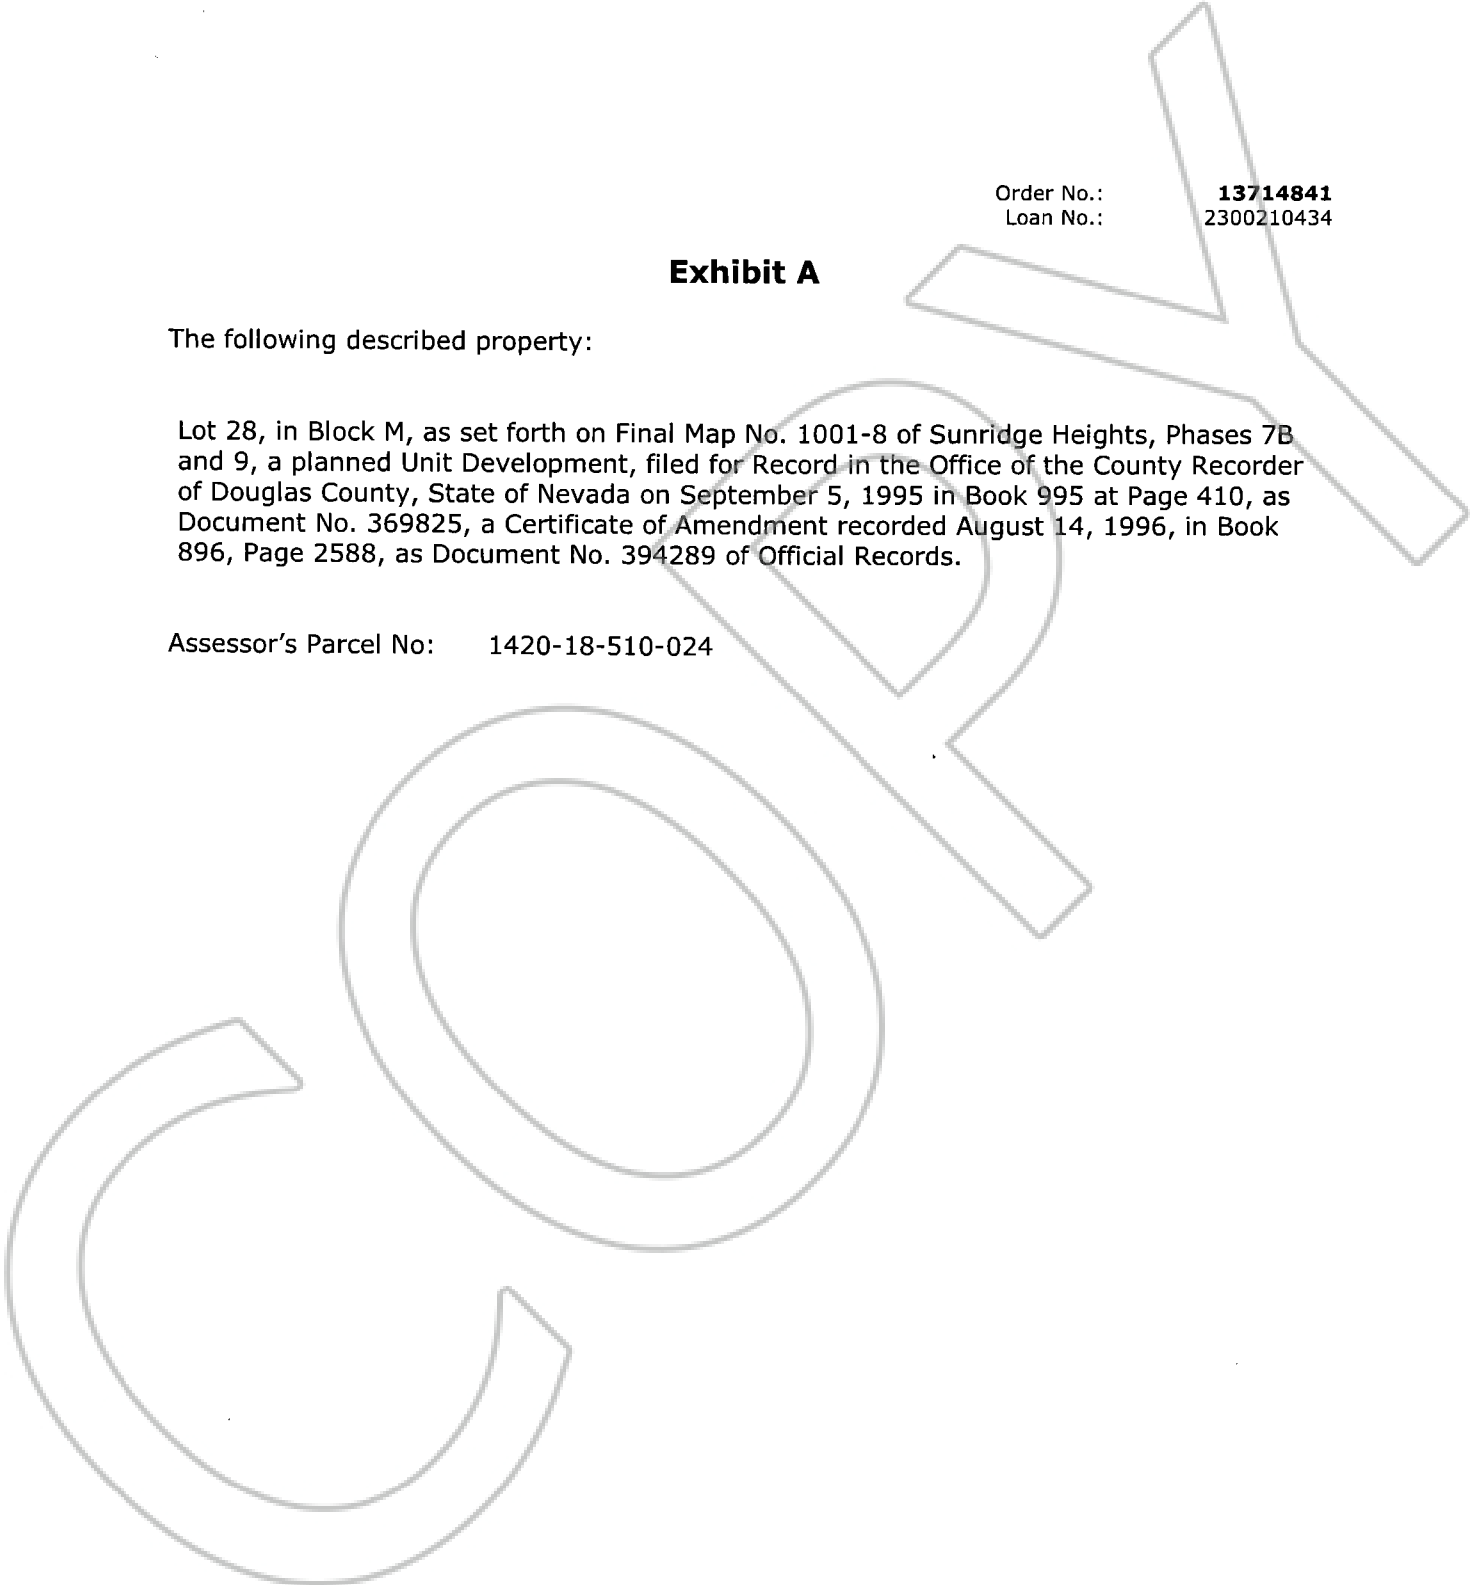 Order No.: 13714841
Loan No.: 2300210434
Exhibit A
The following described property:
Lot 28, in Block M, as set forth on Final Map No. 1001-8 of Sunridge Heights, Phases 7B
and 9, a planned Unit Development, filed for Record in the Office of the County Recorder
of Douglas County, State of Nevada on September 5, 1995 in Book 995 at Page 410, as
Document No. 369825, a Certificate of Amendment recorded August 14, 1996, in Book
896, Page 2588, as Document No. 394289 of Official Records.
Assessor's Parcel No: 1420-18-510-024
COPY